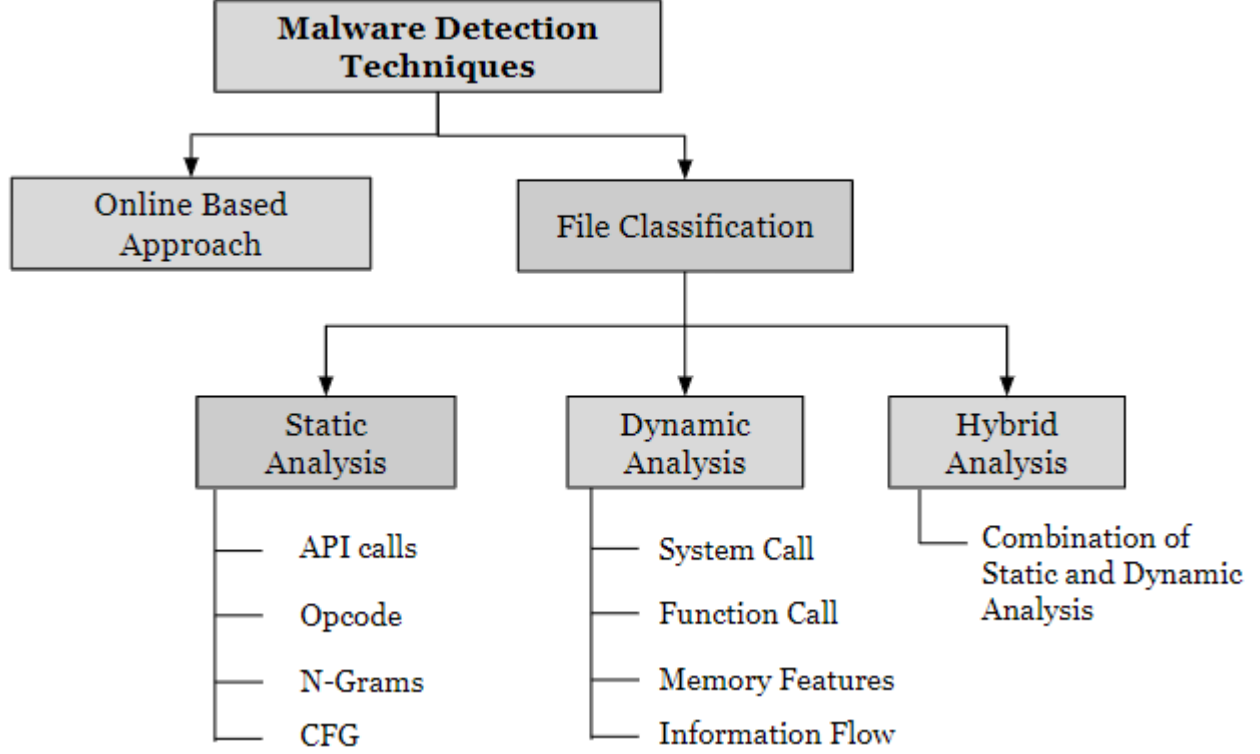 Malware Detection
Techniques
Online Based
Approach
File Classification
Static
Analysis
API calls
Opcode
N-Grams
CFG
Dynamic
Analysis
System Call
Function Call
Memory Features
Information Flow
Hybrid
Analysis
Combination of
Static and Dynamic
Analysis